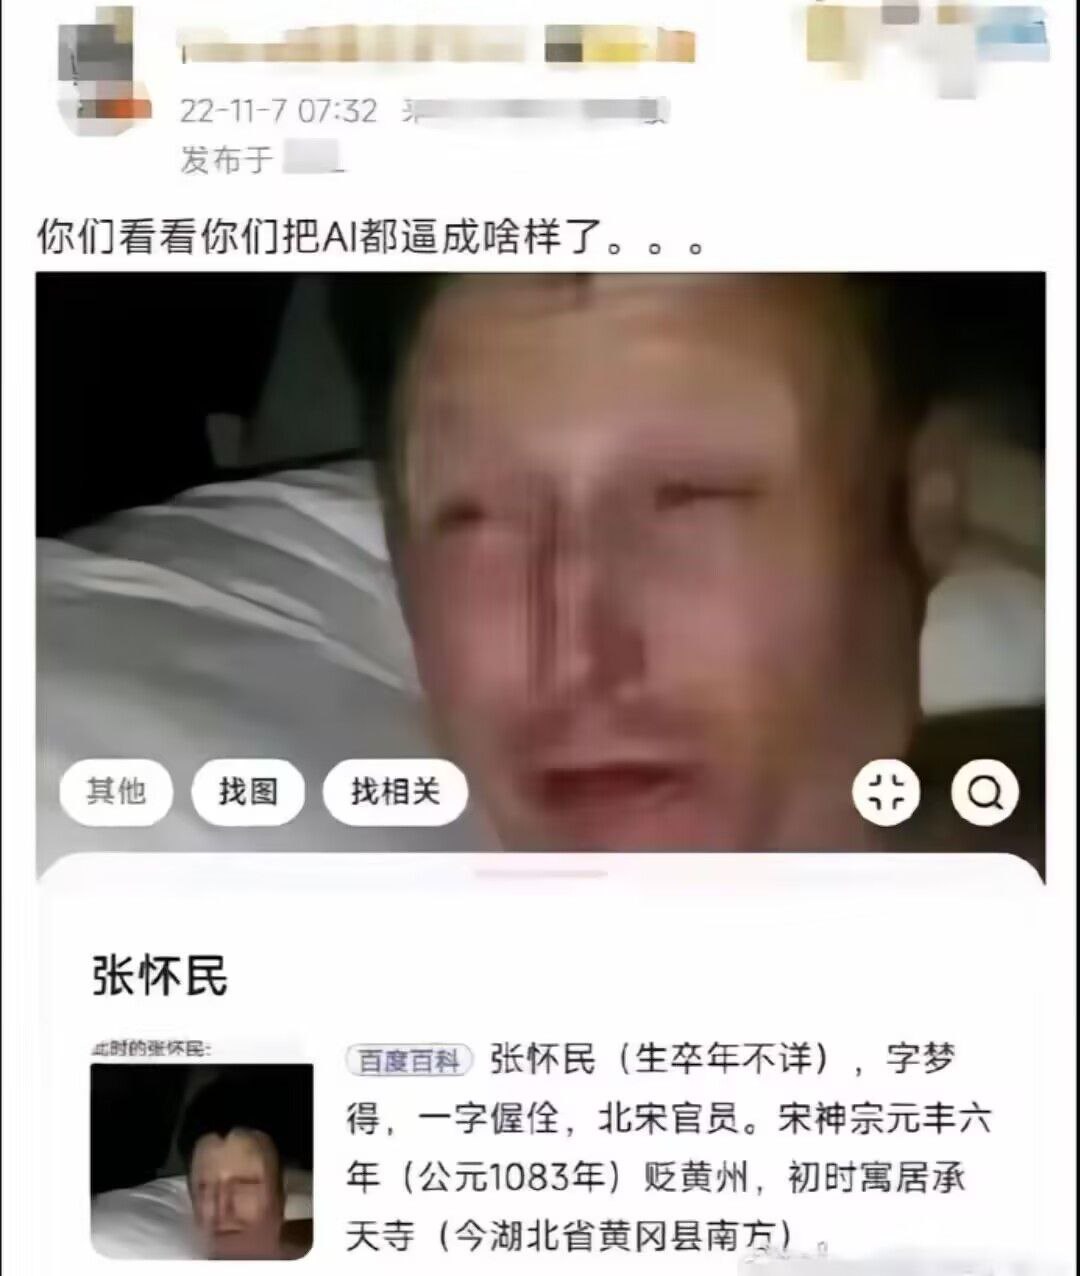 22-11-7 07:32 来
发布于
你们看看你们把AI都逼成啥样了。。。
其他 找图 找相关
张怀民
此时的张怀民:
百度百科 张怀民（生卒年不详），字梦
得，一字偓佺，北宋官员。宋神宗元丰六
年（公元1083年）贬黄州，初时寓居承
天寺（今湖北省黄冈县南方）